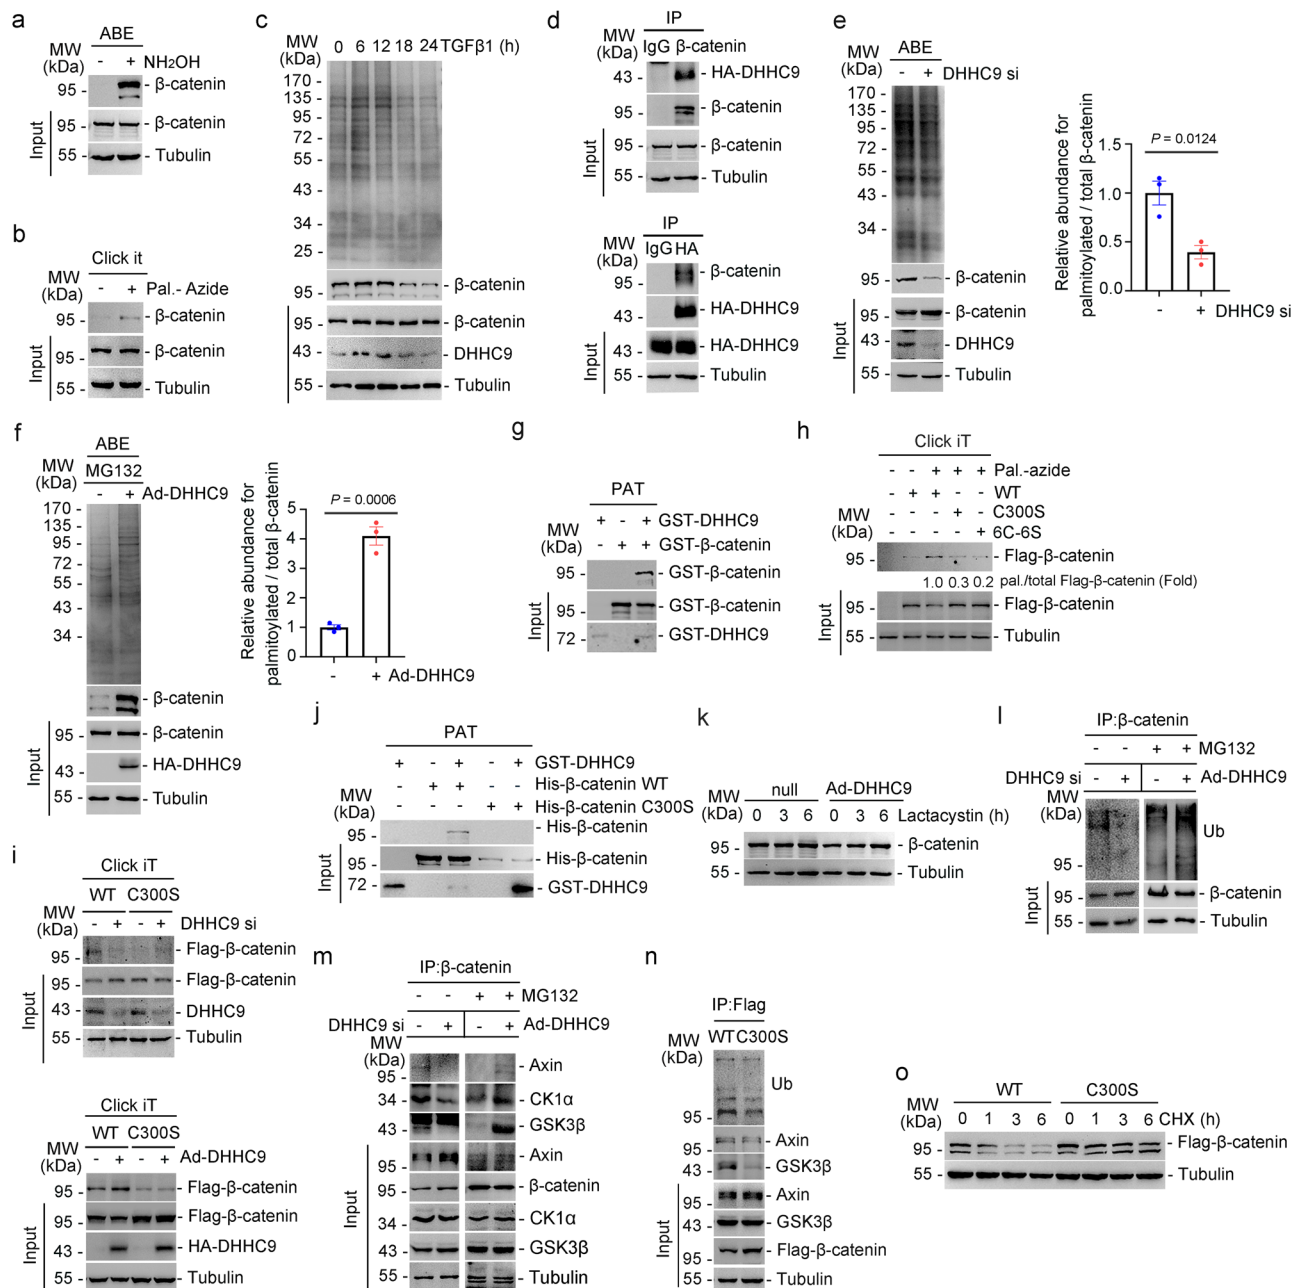 a
ABE
MW
(kDa)
- + NH2OH
95 - - β-catenin
Input
95 - - β-catenin
55 - - Tubulin
b
Click it
MW
(kDa)
- + Pal.- Azide
95 - - β-catenin
Input
95 - - β-catenin
55 - - Tubulin
c
MW
(kDa)
0 6 12 18 24 TGFβ1 (h)
170 -
135 -
95 -
72 -
55 -
43 -
34 -
25 -
95 - - β-catenin
Input
95 - - β-catenin
43 - - DHHC9
55 - - Tubulin
d
IP
MW
(kDa)
IgG β-catenin
43 - - HA-DHHC9
95 - - β-catenin
Input
95 - - β-catenin
55 - - Tubulin
IP
MW
(kDa)
IgG HA
95 - - β-catenin
43 - - HA-DHHC9
Input
43 - - HA-DHHC9
55 - - Tubulin
e
MW
(kDa)
ABE
- + DHHC9 si
170 -
135 -
95 -
72 -
55 -
43 -
34 -
95 - - β-catenin
Input
95 - - β-catenin
43 - - DHHC9
55 - - Tubulin
Relative abundance for
palmitoylated / total β-catenin
P = 0.0124
1.5
1.0
0.5
0.0
- + DHHC9 si
f
ABE
MW
(kDa)
MG132
- + Ad-DHHC9
170 -
135 -
95 -
72 -
55 -
43 -
34 -
- β-catenin
Input
95 - - β-catenin
43 - - HA-DHHC9
55 - - Tubulin
Relative abundance for
palmitoylated / total β-catenin
P = 0.0006
5
4
3
2
1
0
- + Ad-DHHC9
g
PAT
MW
(kDa)
+ - + GST-DHHC9
- + + GST-β-catenin
95 - - GST-β-catenin
Input
95 - - GST-β-catenin
72 - - GST-DHHC9
h
Click iT
- - + + + Pal.-azide
- + + WT
- + C300S
- + 6C-6S
MW
(kDa)
95 - - Flag-β-catenin
1.0 0.3 0.2 pal./total Flag-β-catenin (Fold)
Input
95 - - Flag-β-catenin
55 - - Tubulin
i
Click iT
WT C300S
MW
(kDa)
- + - + DHHC9 si
95 - - Flag-β-catenin
Input
95 - - Flag-β-catenin
43 - - DHHC9
55 - - Tubulin
Click iT
WT C300S
MW
(kDa)
- + - + Ad-DHHC9
95 - - Flag-β-catenin
Input
95 - - Flag-β-catenin
43 - - HA-DHHC9
55 - - Tubulin
j
PAT
+ - + - + GST-DHHC9
- + + - - His-β-catenin WT
- - - + + His-β-catenin C300S
MW
(kDa)
95 - - His-β-catenin
Input
95 - - His-β-catenin
72 - - GST-DHHC9
k
null Ad-DHHC9
MW
(kDa)
0 3 6 0 3 6 Lactacystin (h)
95 - - β-catenin
55 - - Tubulin
l
IP:β-catenin
- - + + MG132
DHHC9 si - + - + Ad-DHHC9
MW
(kDa)
Ub
95 -
Input
95 - - β-catenin
55 - - Tubulin
m
IP:β-catenin
- - + + MG132
DHHC9 si - + - + Ad-DHHC9
MW
(kDa)
95 - - Axin
34 - - CK1α
43 - - GSK3β
Input
95 - - Axin
95 - - β-catenin
34 - - CK1α
43 - - GSK3β
55 - - Tubulin
n
IP:Flag
MW
(kDa)
WT C300S
Ub
95 -
95 - - Axin
43 - - GSK3β
Input
95 - - Axin
43 - - GSK3β
95 - - Flag-β-catenin
55 - - Tubulin
o
WT C300S
MW
(kDa)
0 1 3 6 0 1 3 6 CHX (h)
95 - - Flag-β-catenin
55 - - Tubulin